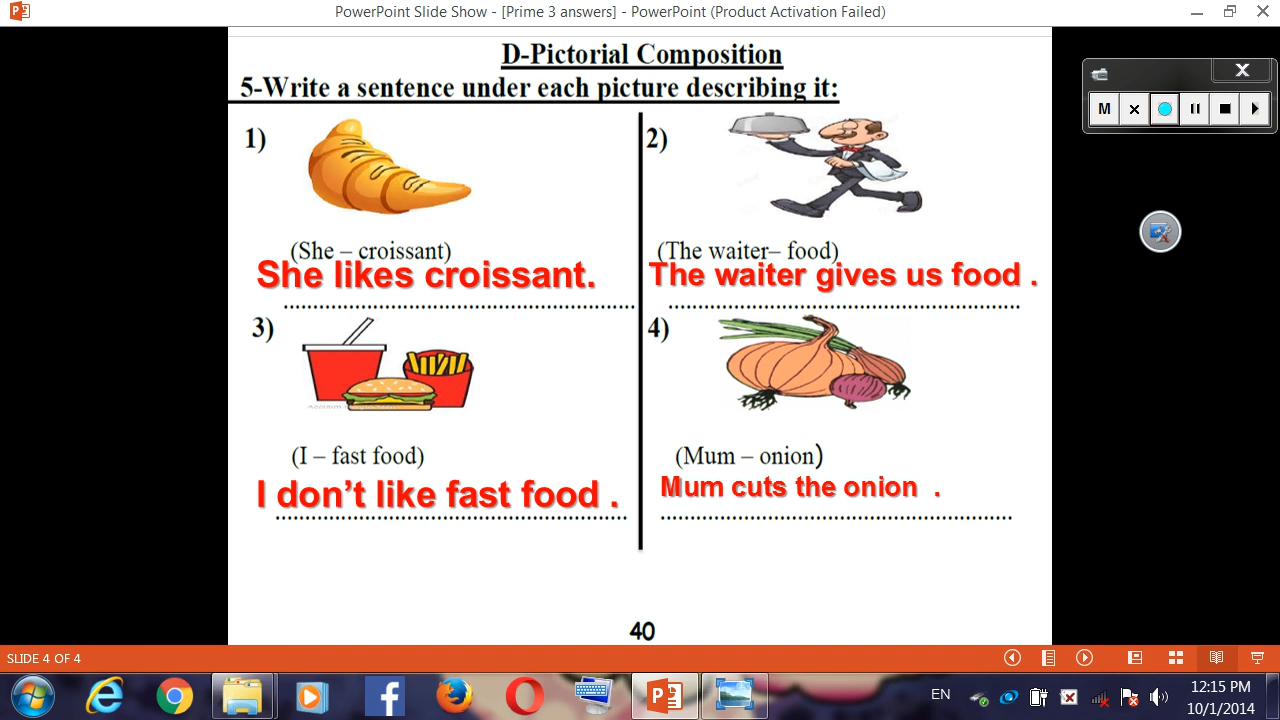 PowerPoint Slide Show - [Prime 3 answers] - PowerPoint (Product Activation Failed)
D-Pictorial Composition
5-Write a sentence under each picture describing it:
1)
2)
(She – croissant)
(The waiter– food)
She likes croissant.
The waiter gives us food .
3)
4)
(I – fast food)
(Mum – onion)
I don't like fast food .
Mum cuts the onion .
40
M
SLIDE 4 OF 4
EN
12:15 PM
10/1/2014